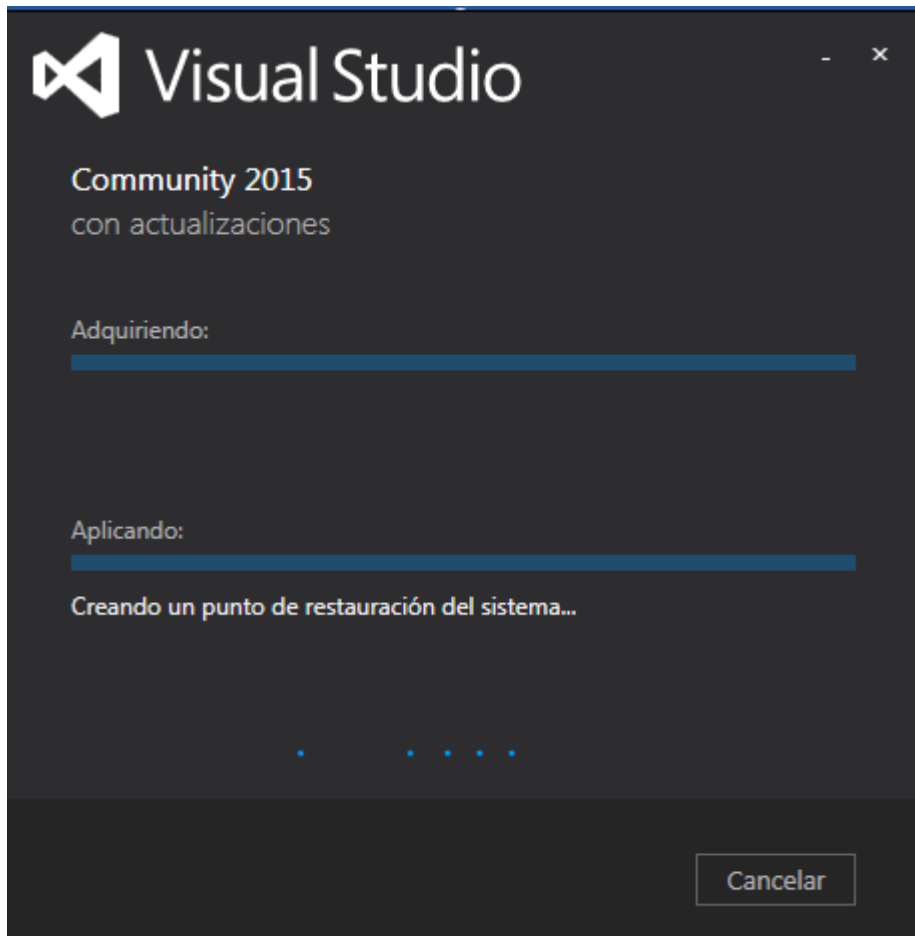 Visual Studio
Community 2015
con actualizaciones
Adquiriendo:
Aplicando:
Creando un punto de restauración del sistema...
Cancelar